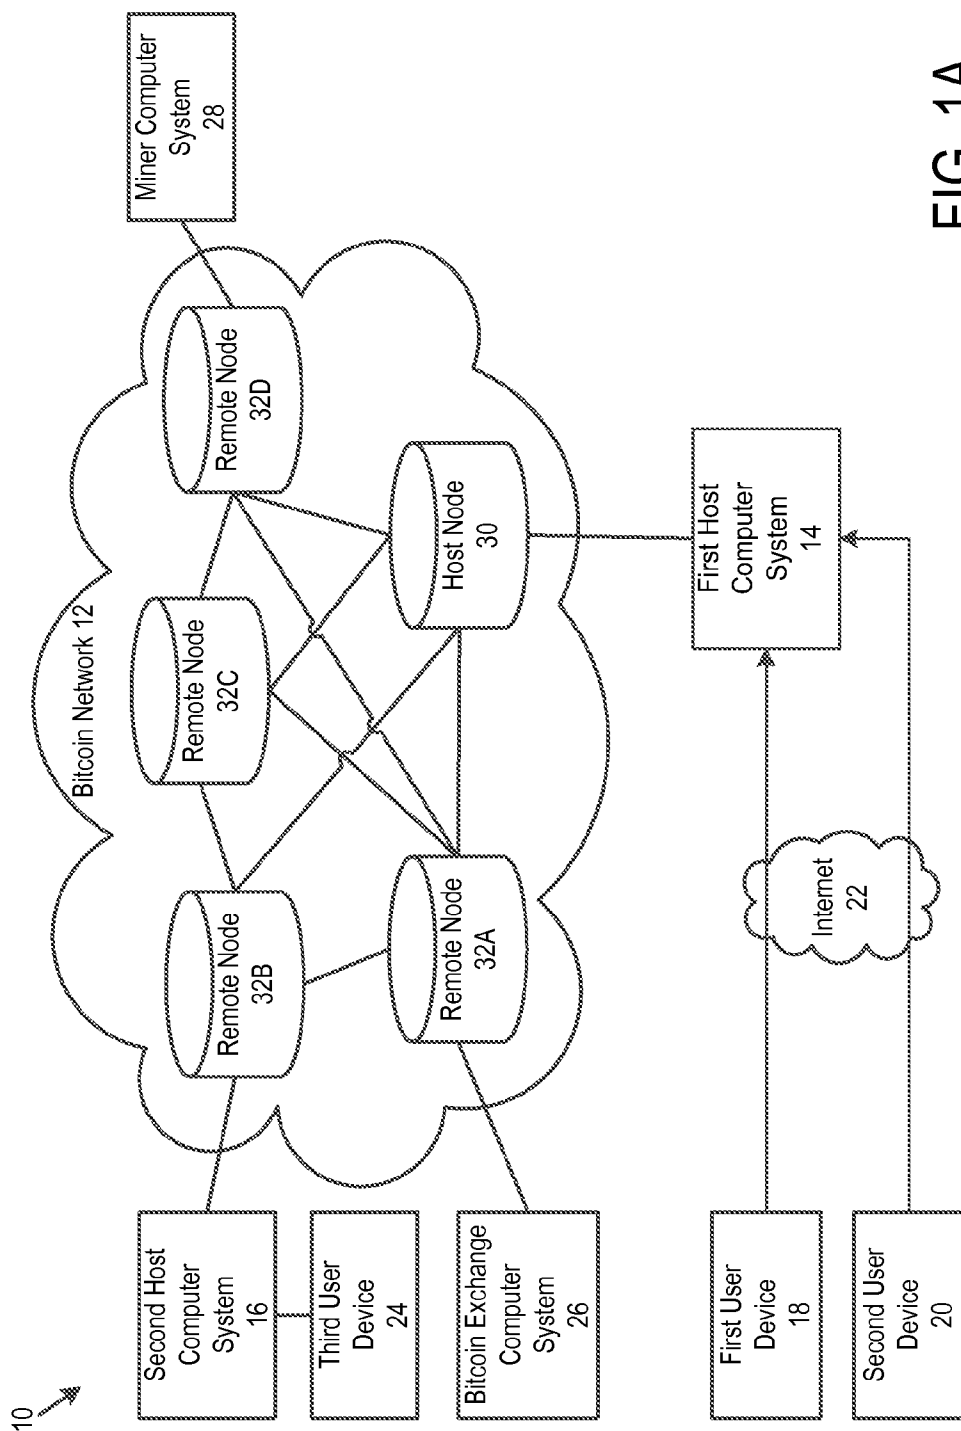 10
Bitcoin Network 12
Second Host
Computer
System
16
Third User
Device
24
Bitcoin Exchange
Computer
System
26
Remote Node
32B
Remote Node
32C
Remote Node
32D
Miner Computer
System
28
Remote Node
32A
Host Node
30
First Host
Computer
System
14
First User
Device
18
Internet
22
Second User
Device
20
FIG. 1A